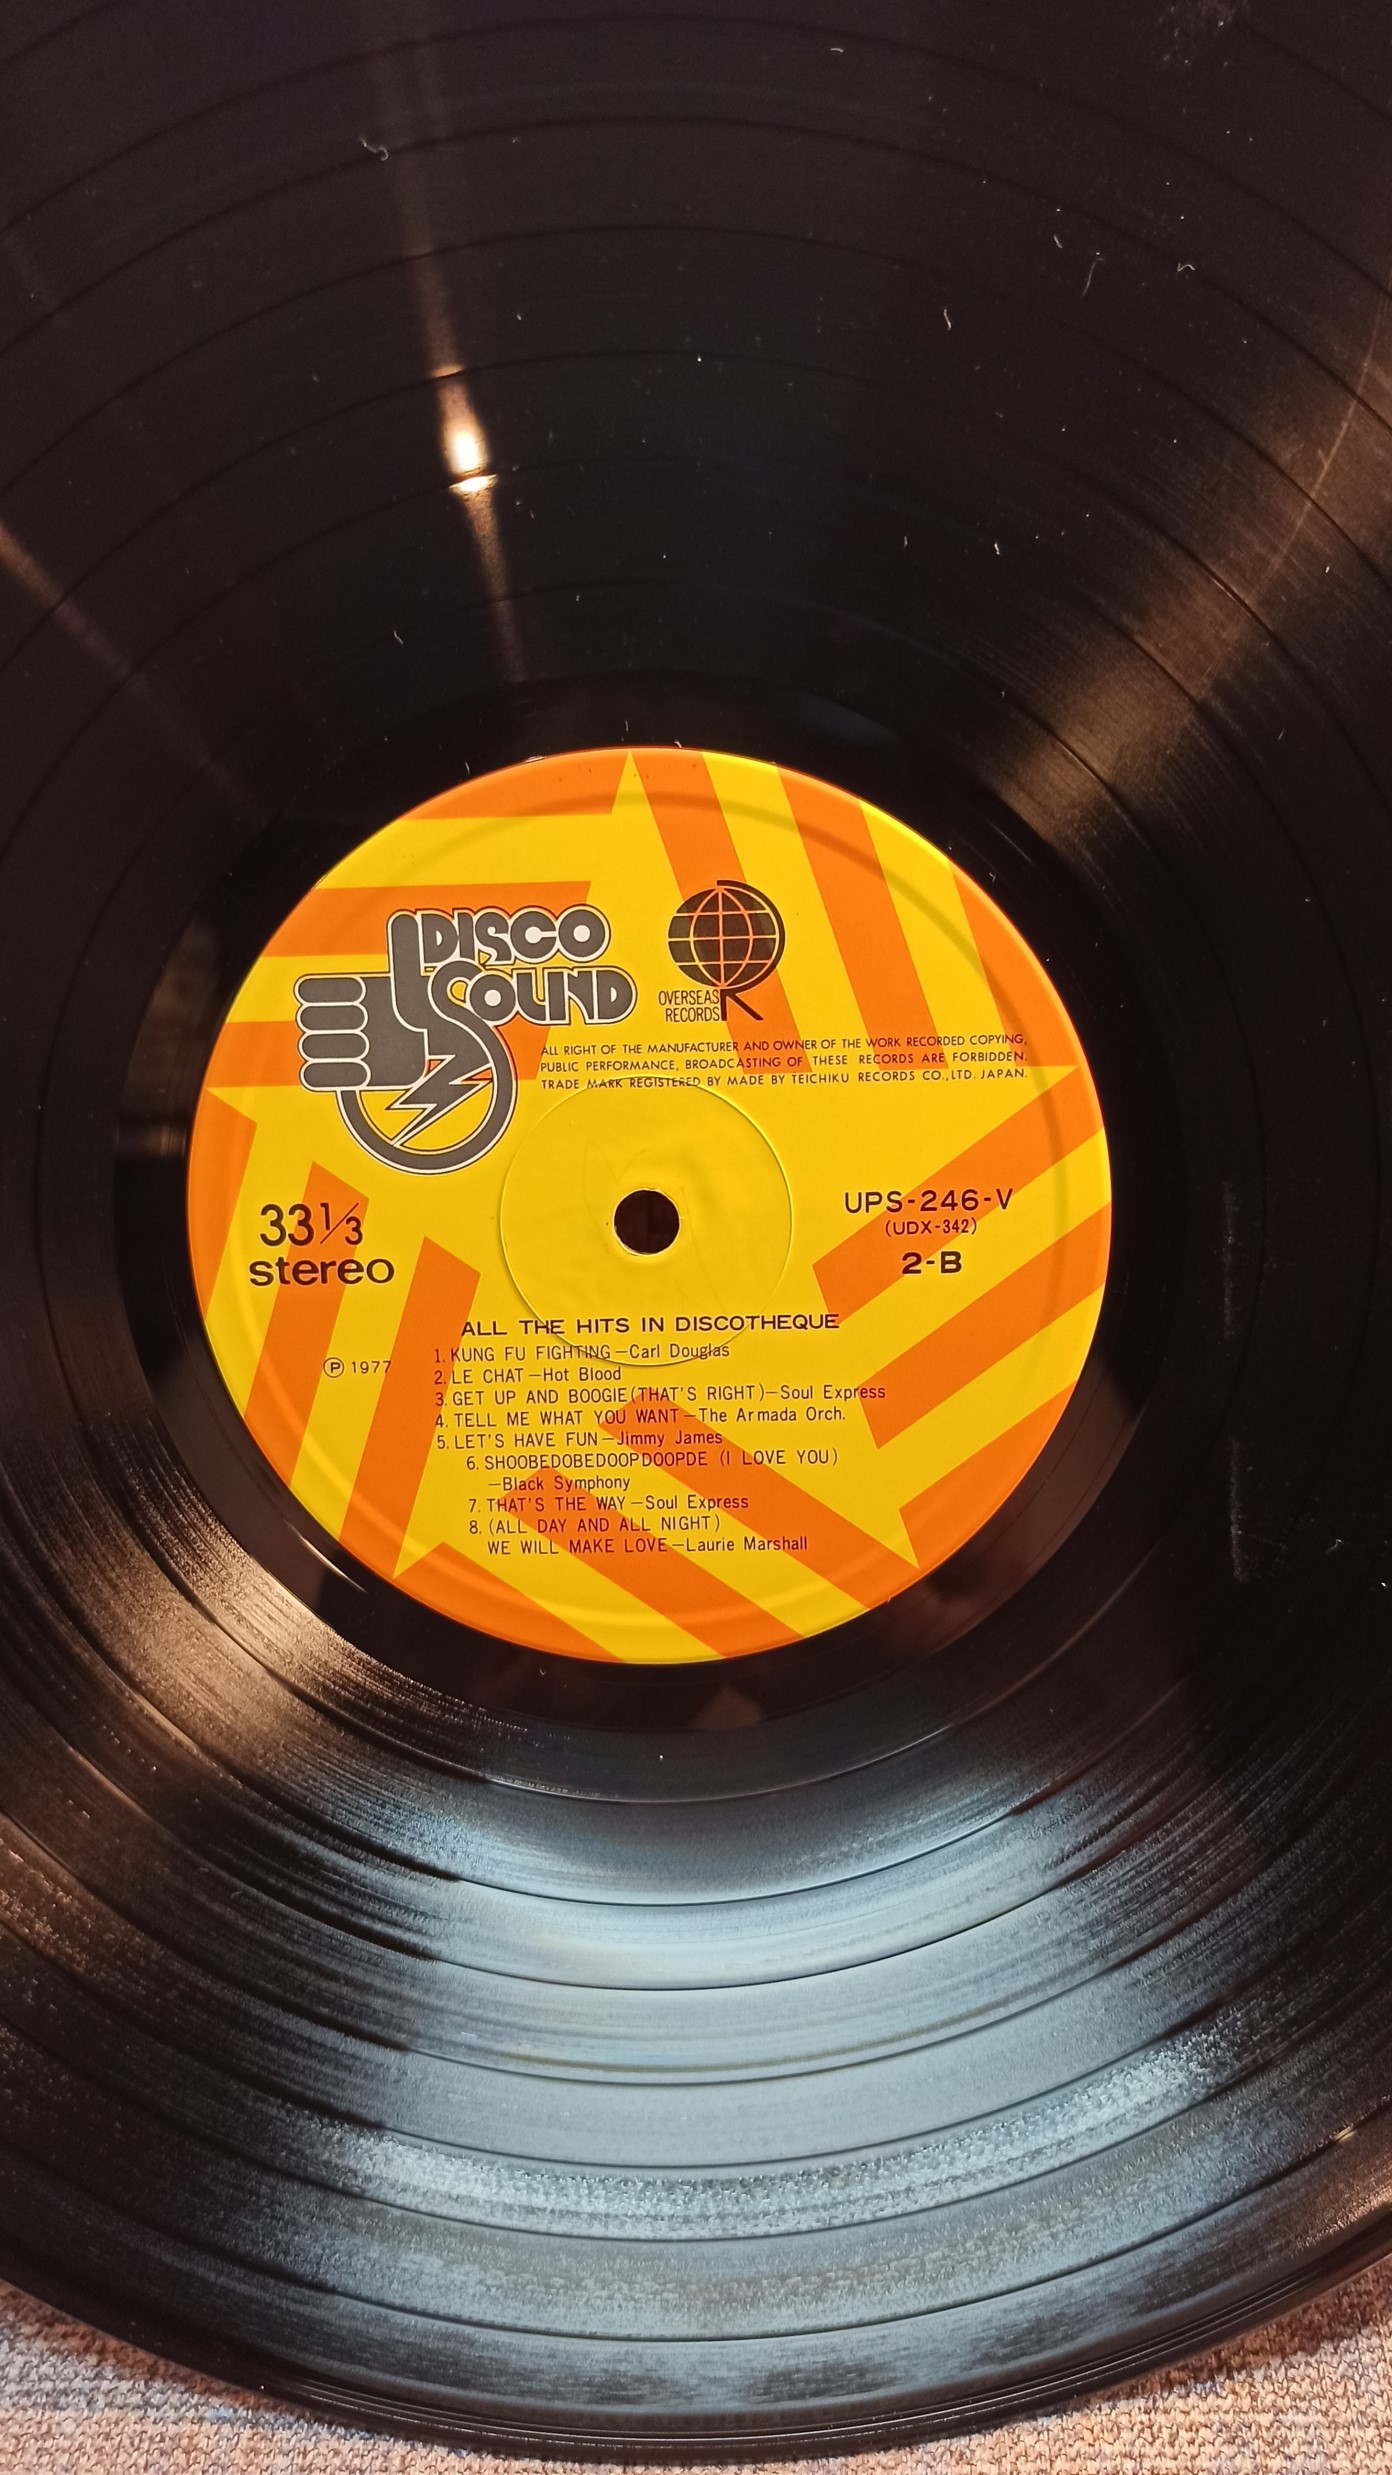 DISCO
SOUND
OVERSEAS
RECORDS
ALL RIGHT OF THE MANUFACTURER AND OWNER OF THE WORK RECORDED COPYING,
PUBLIC PERFORMANCE, BROADCASTING OF THESE RECORDS ARE FORBIDDEN.
TRADE MARK REGISTERED BY MADE BY TEICHIKU RECORDS CO., LTD. JAPAN.
33 1/3
stereo
UPS-246-V
(UDX-342)
2-B
℗ 1977
ALL THE HITS IN DISCOTHEQUE
1. KUNG FU FIGHTING—Carl Douglas
2. LE CHAT—Hot Blood
3. GET UP AND BOOGIE(THAT'S RIGHT)—Soul Express
4. TELL ME WHAT YOU WANT—The Armada Orch.
5. LET'S HAVE FUN—Jimmy James
6. SHOOBEDOBEDOOPDOOPDE (I LOVE YOU)
—Black Symphony
7. THAT'S THE WAY—Soul Express
8. (ALL DAY AND ALL NIGHT)
WE WILL MAKE LOVE—Laurie Marshall